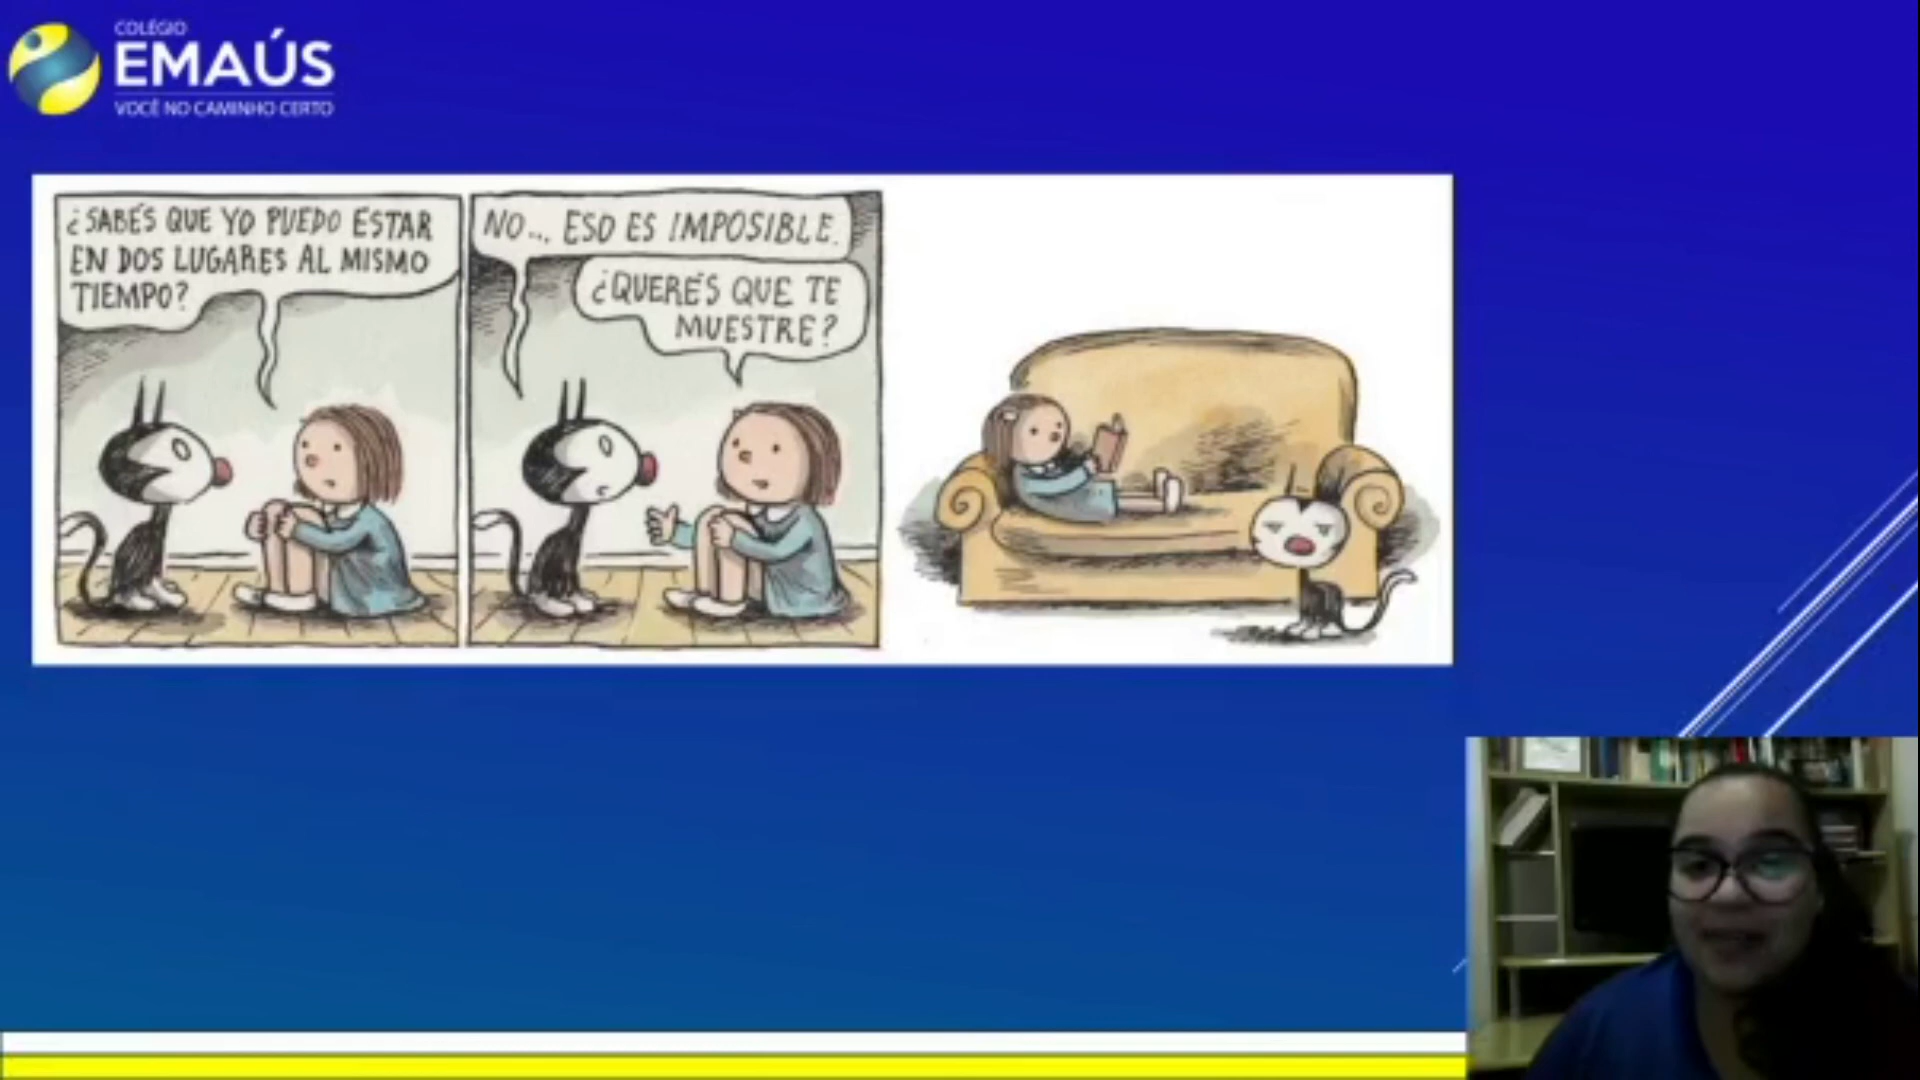 COLÉGIO
EMAÚS
VOCÊ NO CAMINHO CERTO
¿SABÉS QUE YO PUEDO ESTAR
EN DOS LUGARES AL MISMO
TIEMPO?
NO... ESO ES IMPOSIBLE.
¿QUERÉS QUE TE
MUESTRE?